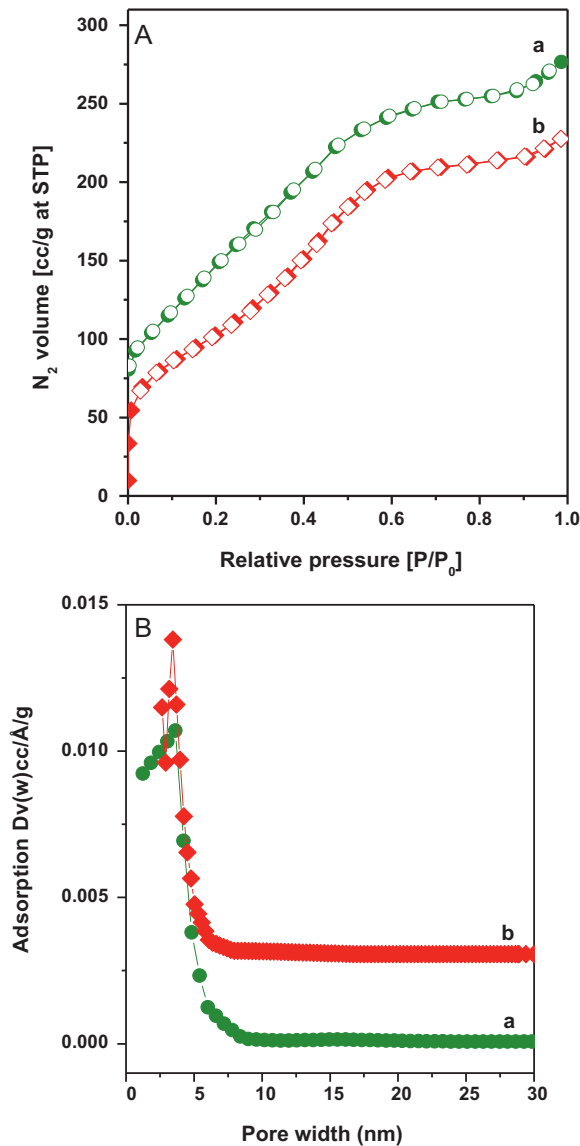 A
300
250
200
150
100
50
0
N₂ volume [cc/g at STP]
a
b
0.0 0.2 0.4 0.6 0.8 1.0
Relative pressure [P/P₀]
B
0.015
0.010
0.005
0.000
Adsorption Dv(w)cc/Å/g
b
a
0 5 10 15 20 25 30
Pore width (nm)